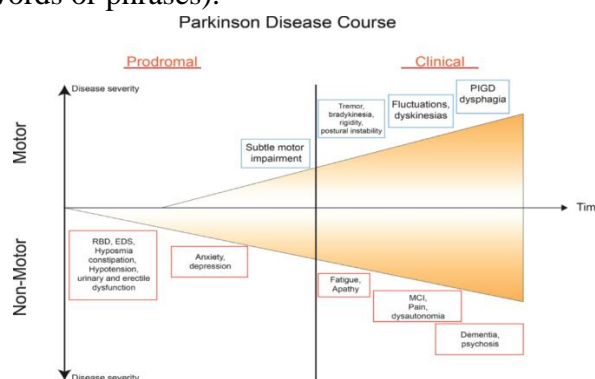 words or phrases).
Parkinson Disease Course
Prodromal
Clinical
Disease severity
Motor
Subtle motor
impairment
Tremor,
bradykinesia,
rigidity,
postural instability
Fluctuations,
dyskinesias
PIGD
dysphagia
Time
Non-Motor
RBD, EDS,
Hyposmia
constipation,
Hypotension,
urinary and erectile
dysfunction
Anxiety,
depression
Fatigue,
Apathy
MCI,
Pain,
dysautonomia
Dementia,
psychosis
Disease severity